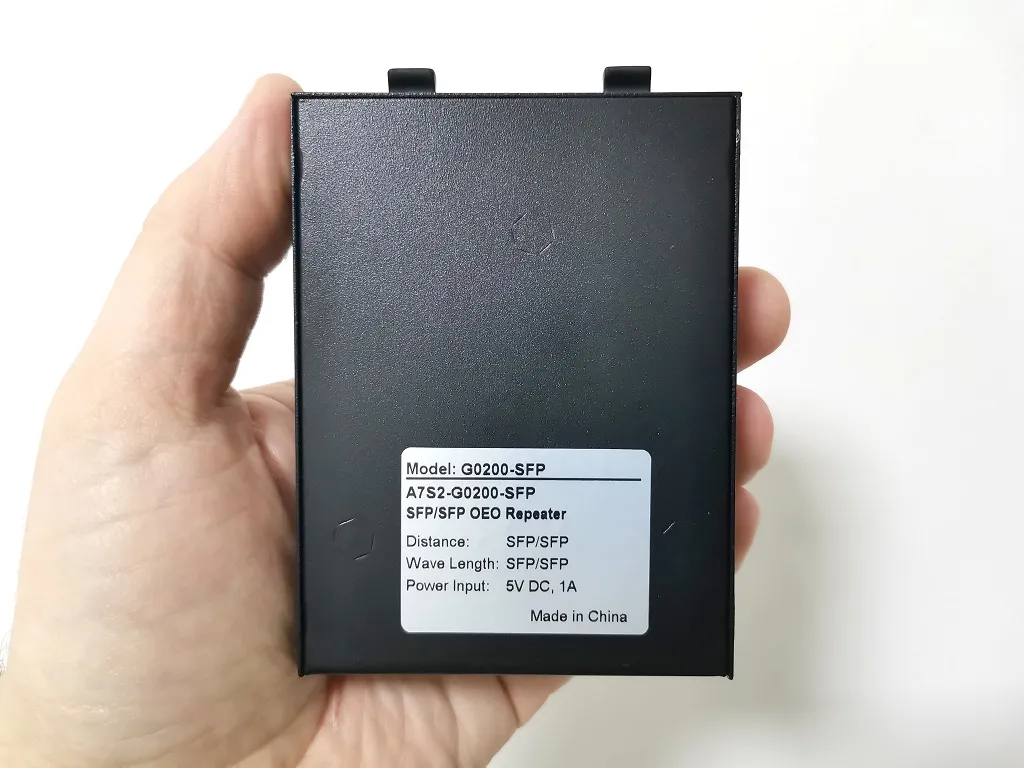 Model: G0200-SFP
A7S2-G0200-SFP
SFP/SFP OEO Repeater
Distance: SFP/SFP
Wave Length: SFP/SFP
Power Input: 5V DC, 1A
Made in China